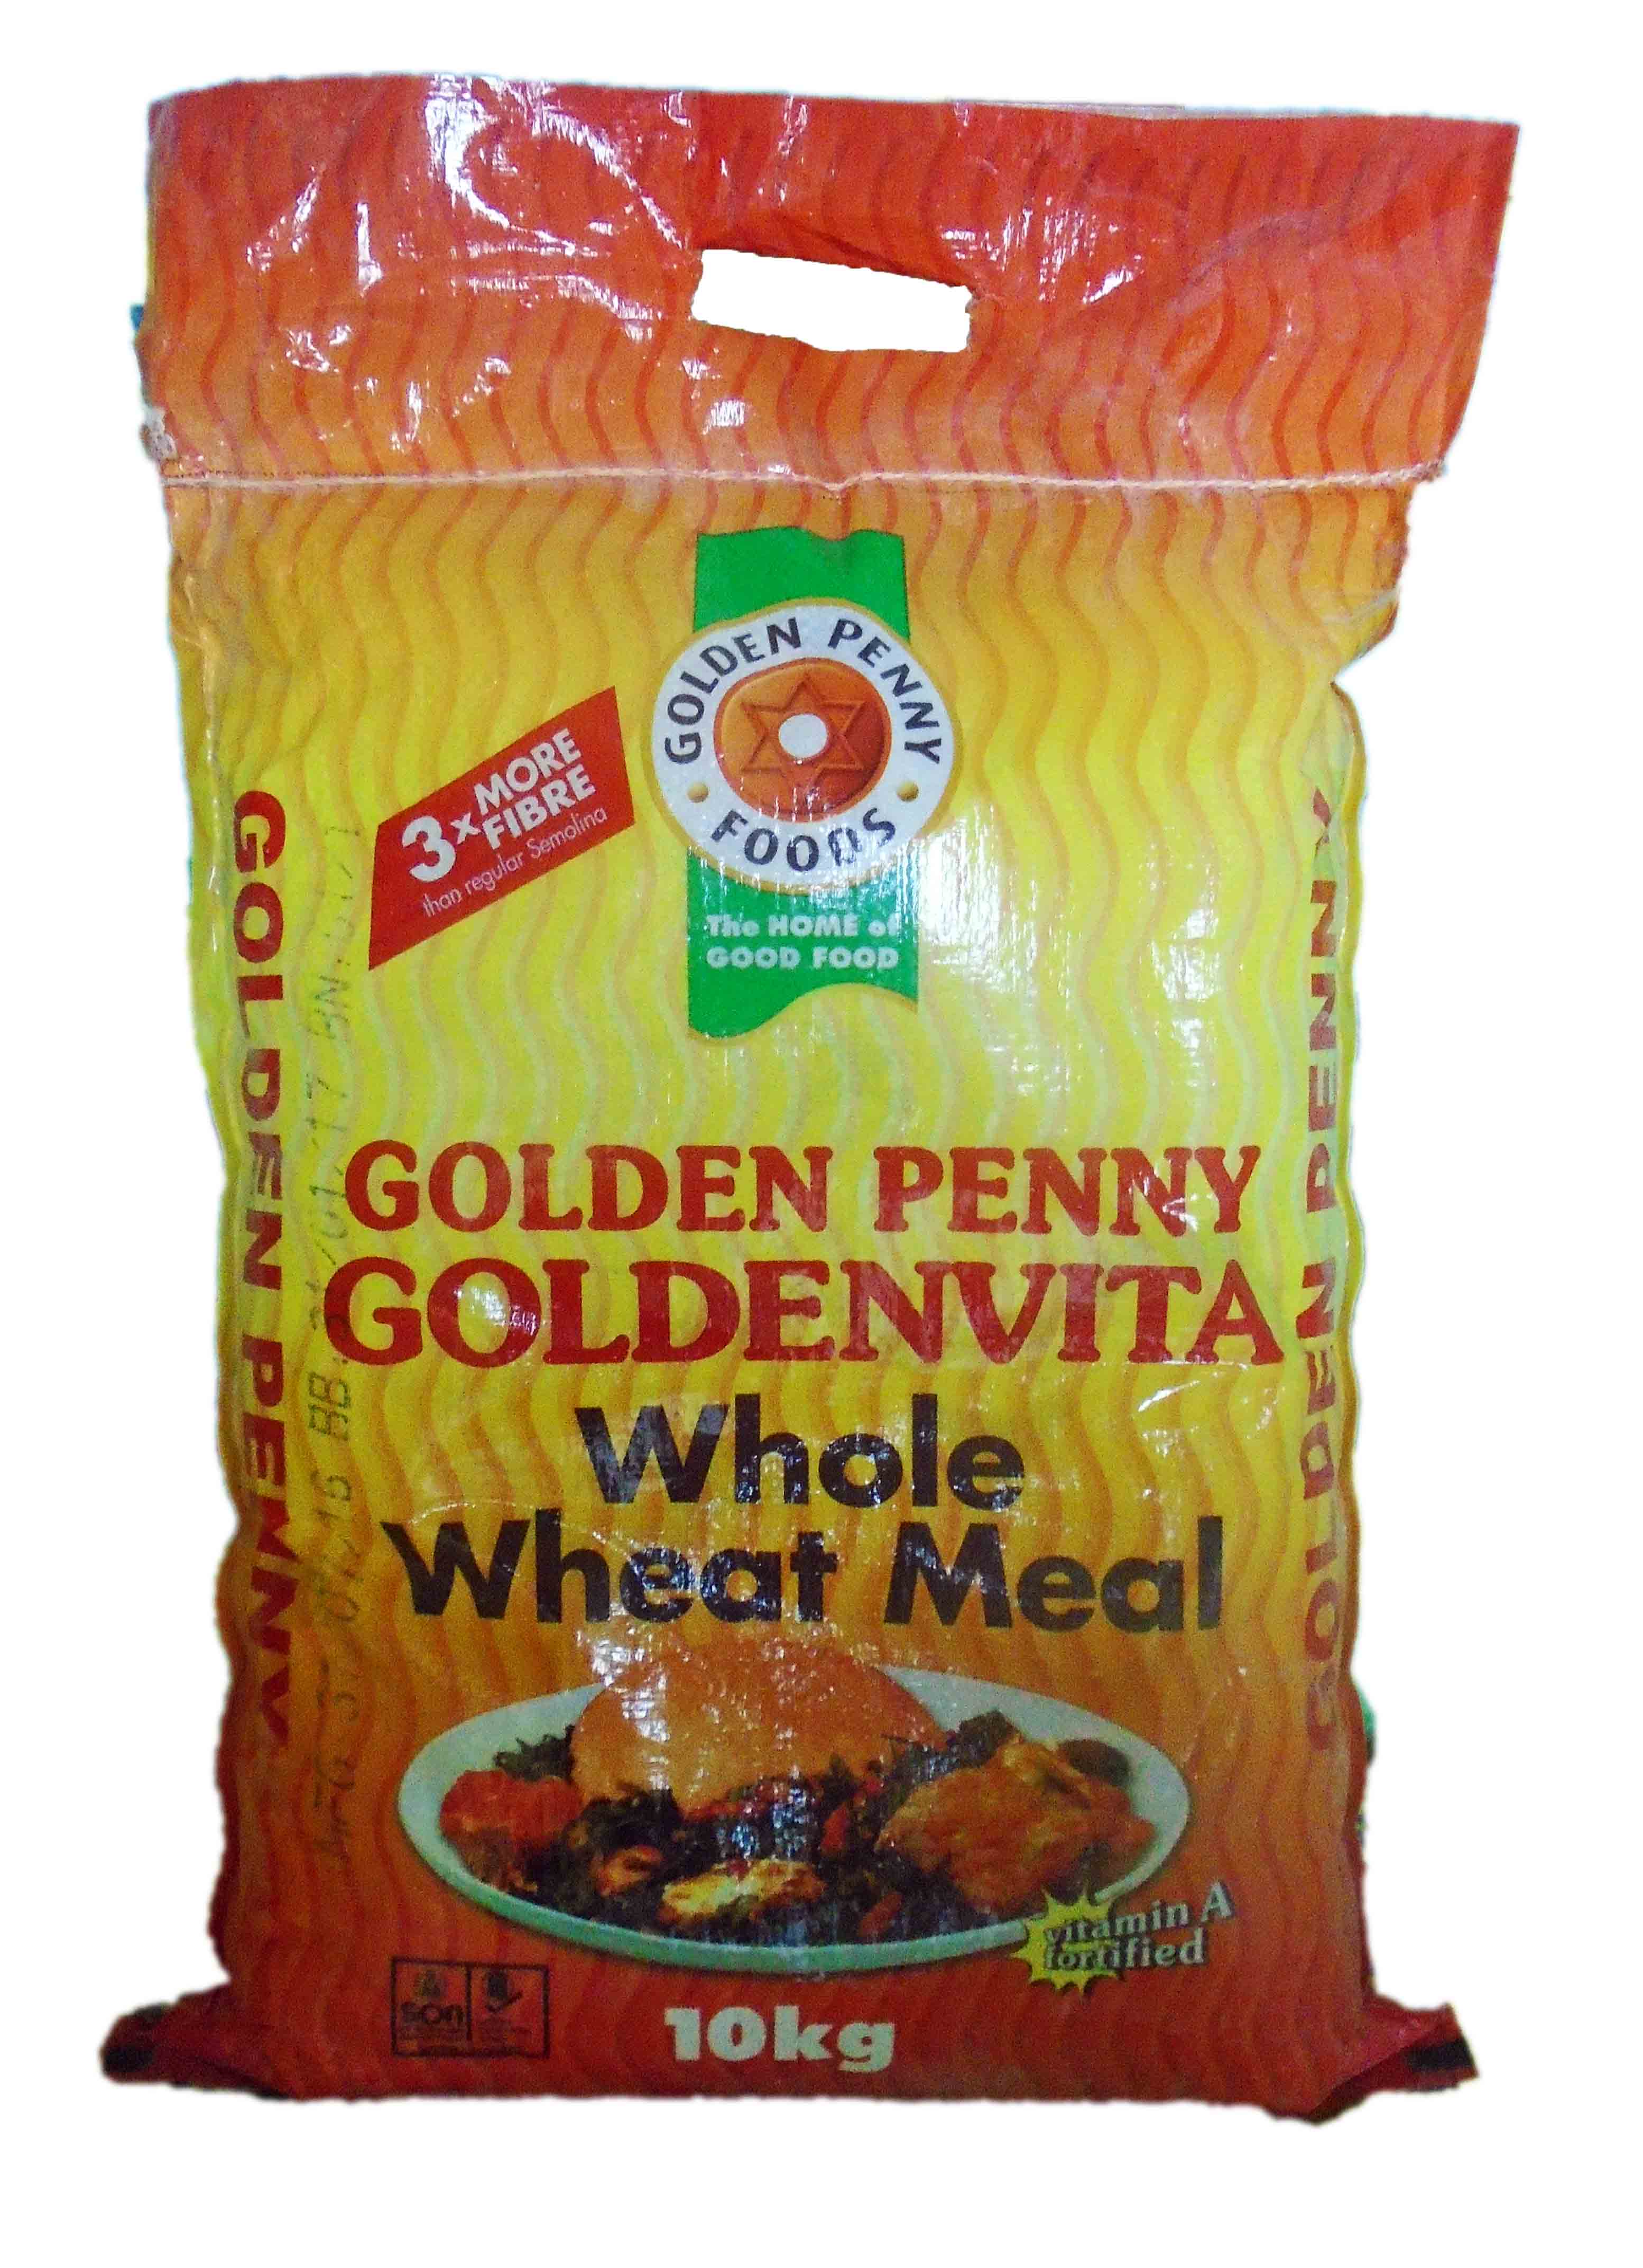 GOLDEN PENNY
FOODS
The HOME of
GOOD FOOD
3x MORE
FIBRE
than regular Semolina
GOLDEN PENNY
GOLDENVITA
Whole
Wheat Meal
vitamin A
fortified
SON
10kg
GOLDEN PENNY
GOLDEN PENNY